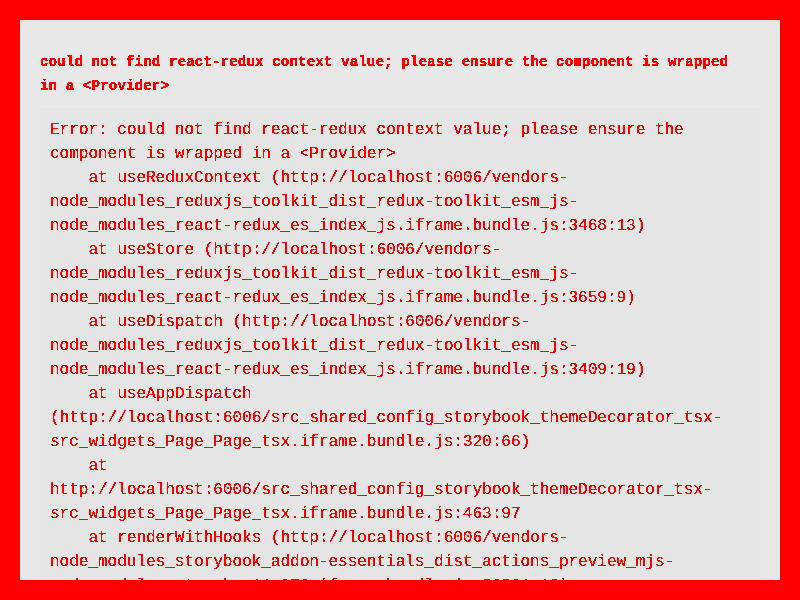 could not find react-redux context value; please ensure the component is wrapped
in a <Provider>
Error: could not find react-redux context value; please ensure the
component is wrapped in a <Provider>
at useReduxContext (http://localhost:6006/vendors-
node_modules_reduxjs_toolkit_dist_redux-toolkit_esm_js-
node_modules_react-redux_es_index_js.iframe.bundle.js:3468:13)
at useStore (http://localhost:6006/vendors-
node_modules_reduxjs_toolkit_dist_redux-toolkit_esm_js-
node_modules_react-redux_es_index_js.iframe.bundle.js:3659:9)
at useDispatch (http://localhost:6006/vendors-
node_modules_reduxjs_toolkit_dist_redux-toolkit_esm_js-
node_modules_react-redux_es_index_js.iframe.bundle.js:3409:19)
at useAppDispatch
(http://localhost:6006/src_shared_config_storybook_themeDecorator_tsx-
src_widgets_Page_Page_tsx.iframe.bundle.js:320:66)
at
http://localhost:6006/src_shared_config_storybook_themeDecorator_tsx-
src_widgets_Page_Page_tsx.iframe.bundle.js:463:97
at renderWithHooks (http://localhost:6006/vendors-
node_modules_storybook_addon-essentials_dist_actions_preview_mjs-